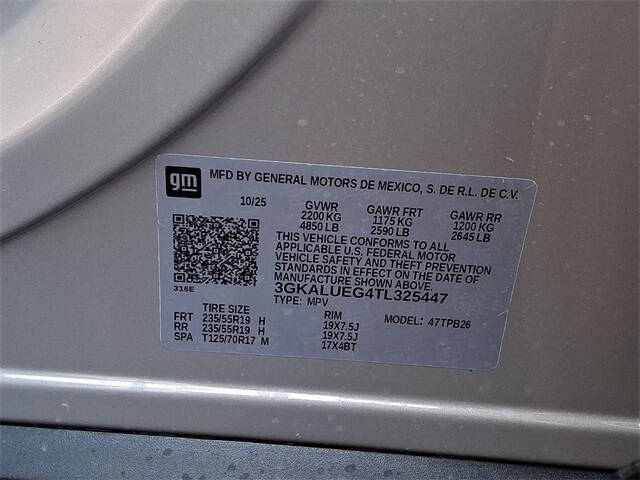 gm MFD BY GENERAL MOTORS DE MEXICO, S. DE R.L. DE C.V.
10/25 GVWR GAWR FRT GAWR RR
2200 KG 1175 KG 1200 KG
4850 LB 2590 LB 2645 LB
THIS VEHICLE CONFORMS TO ALL
APPLICABLE U.S. FEDERAL MOTOR
VEHICLE SAFETY AND THEFT PREVENTION
STANDARDS IN EFFECT ON THE DATE OF
MANUFACTURE SHOWN ABOVE.
316E
3GKALUEG4TL325447
TYPE: MPV
TIRE SIZE RIM MODEL: 47TPB26
FRT 235/55R19 H 19X7.5J
RR 235/55R19 H 19X7.5J
SPA T125/70R17 M 17X4BT